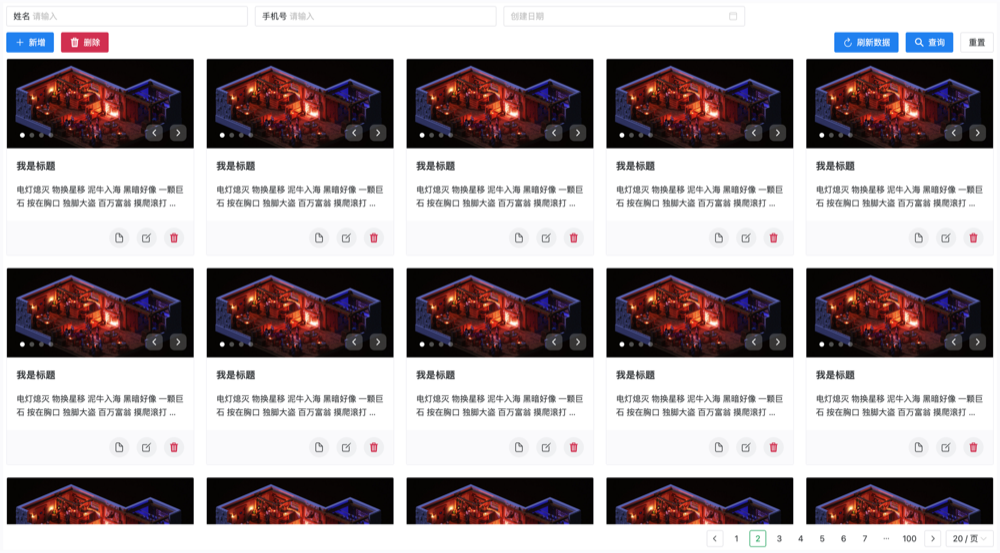 姓名 请输入 手机号 请输入 创建日期
新增 删除 刷新数据 查询 重置
我是标题 我是标题 我是标题 我是标题 我是标题
电灯熄灭 物换星移 泥牛入海 黑暗好像 一颗巨 电灯熄灭 物换星移 泥牛入海 黑暗好像 一颗巨 电灯熄灭 物换星移 泥牛入海 黑暗好像 一颗巨 电灯熄灭 物换星移 泥牛入海 黑暗好像 一颗巨 电灯熄灭 物换星移 泥牛入海 黑暗好像 一颗巨
石 按在胸口 独脚大盗 百万富翁 摸爬滚打 ... 石 按在胸口 独脚大盗 百万富翁 摸爬滚打 ... 石 按在胸口 独脚大盗 百万富翁 摸爬滚打 ... 石 按在胸口 独脚大盗 百万富翁 摸爬滚打 ... 石 按在胸口 独脚大盗 百万富翁 摸爬滚打 ...
我是标题 我是标题 我是标题 我是标题 我是标题
电灯熄灭 物换星移 泥牛入海 黑暗好像 一颗巨 电灯熄灭 物换星移 泥牛入海 黑暗好像 一颗巨 电灯熄灭 物换星移 泥牛入海 黑暗好像 一颗巨 电灯熄灭 物换星移 泥牛入海 黑暗好像 一颗巨 电灯熄灭 物换星移 泥牛入海 黑暗好像 一颗巨
石 按在胸口 独脚大盗 百万富翁 摸爬滚打 ... 石 按在胸口 独脚大盗 百万富翁 摸爬滚打 ... 石 按在胸口 独脚大盗 百万富翁 摸爬滚打 ... 石 按在胸口 独脚大盗 百万富翁 摸爬滚打 ... 石 按在胸口 独脚大盗 百万富翁 摸爬滚打 ...
1 2 3 4 5 6 7 ... 100 20 / 页